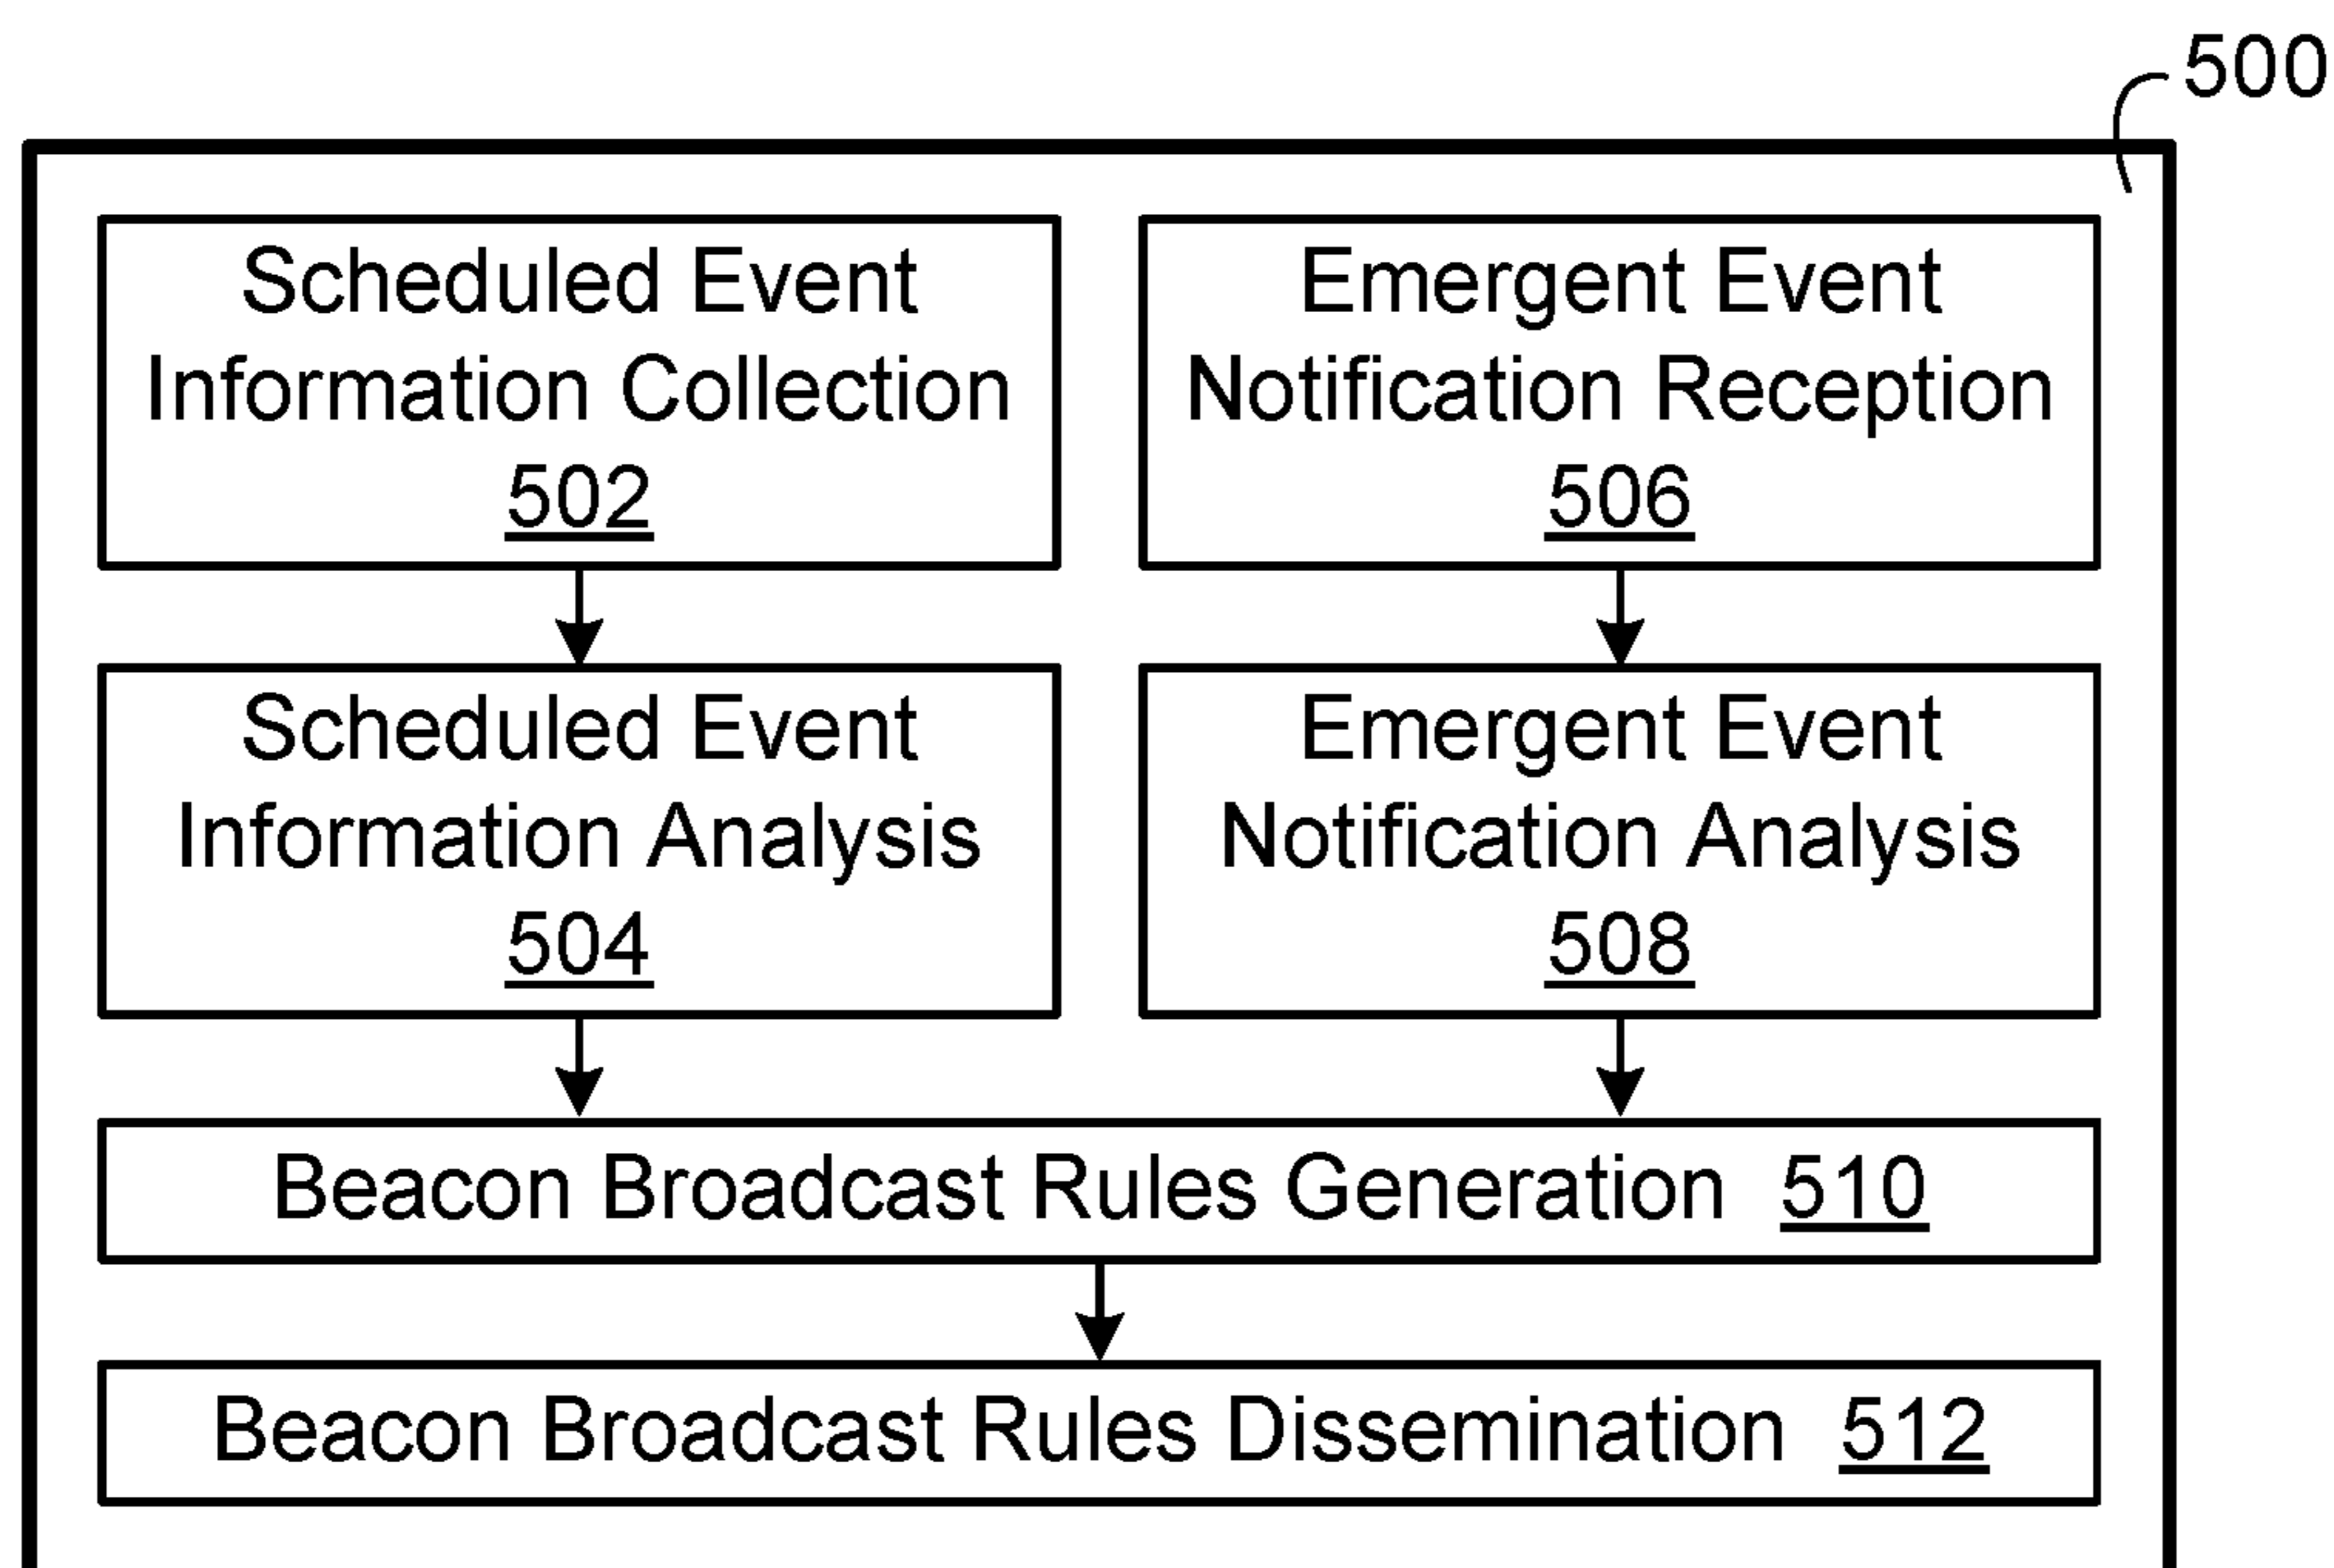 500
Scheduled Event
Information Collection
502
Emergent Event
Notification Reception
506
Scheduled Event
Information Analysis
504
Emergent Event
Notification Analysis
508
Beacon Broadcast Rules Generation 510
Beacon Broadcast Rules Dissemination 512